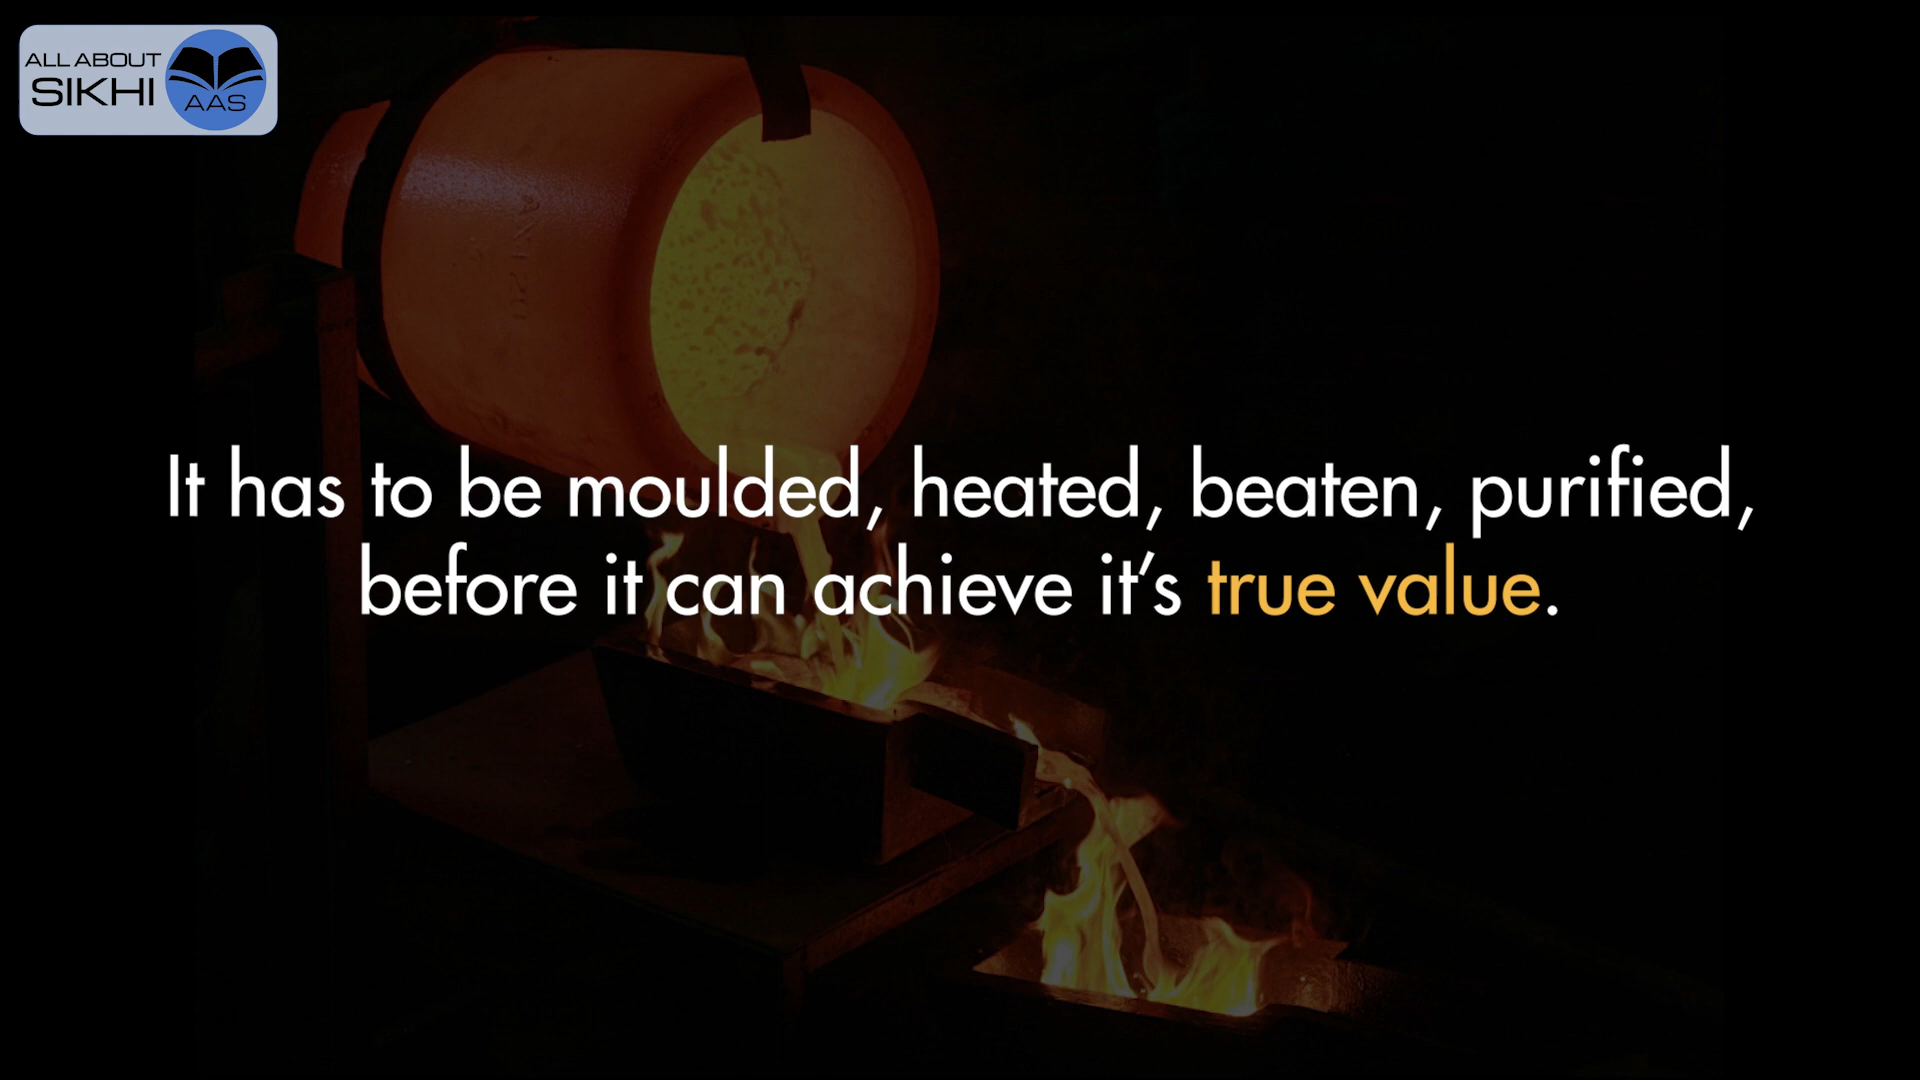 ALL ABOUT
SIKHI
AAS
It has to be moulded, heated, beaten, purified,
before it can achieve it’s true value.